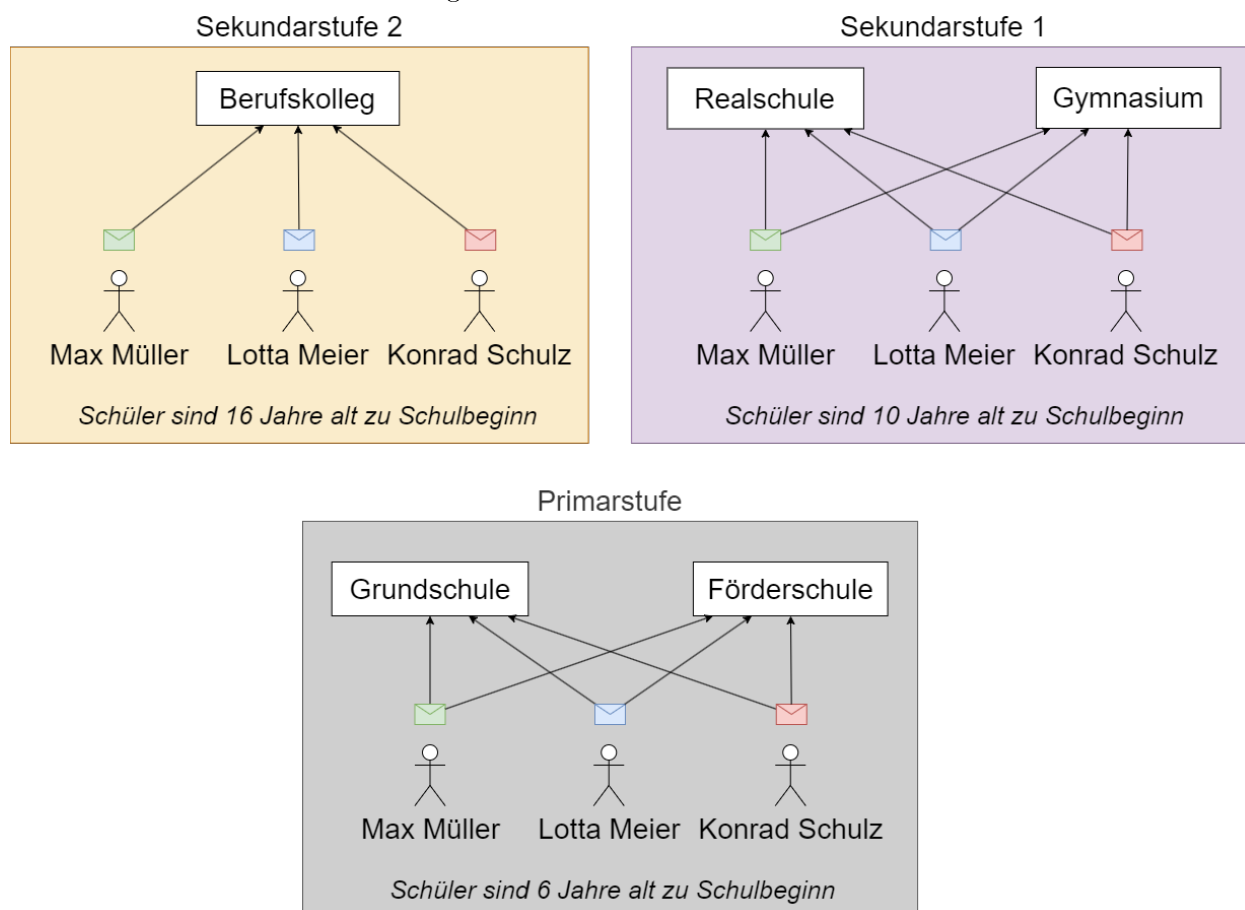 Sekundarstufe 2
Berufskolleg
Max Müller
Lotta Meier
Konrad Schulz
Schüler sind 16 Jahre alt zu Schulbeginn
Sekundarstufe 1
Realschule
Gymnasium
Max Müller
Lotta Meier
Konrad Schulz
Schüler sind 10 Jahre alt zu Schulbeginn
Primarstufe
Grundschule
Förderschule
Max Müller
Lotta Meier
Konrad Schulz
Schüler sind 6 Jahre alt zu Schulbeginn